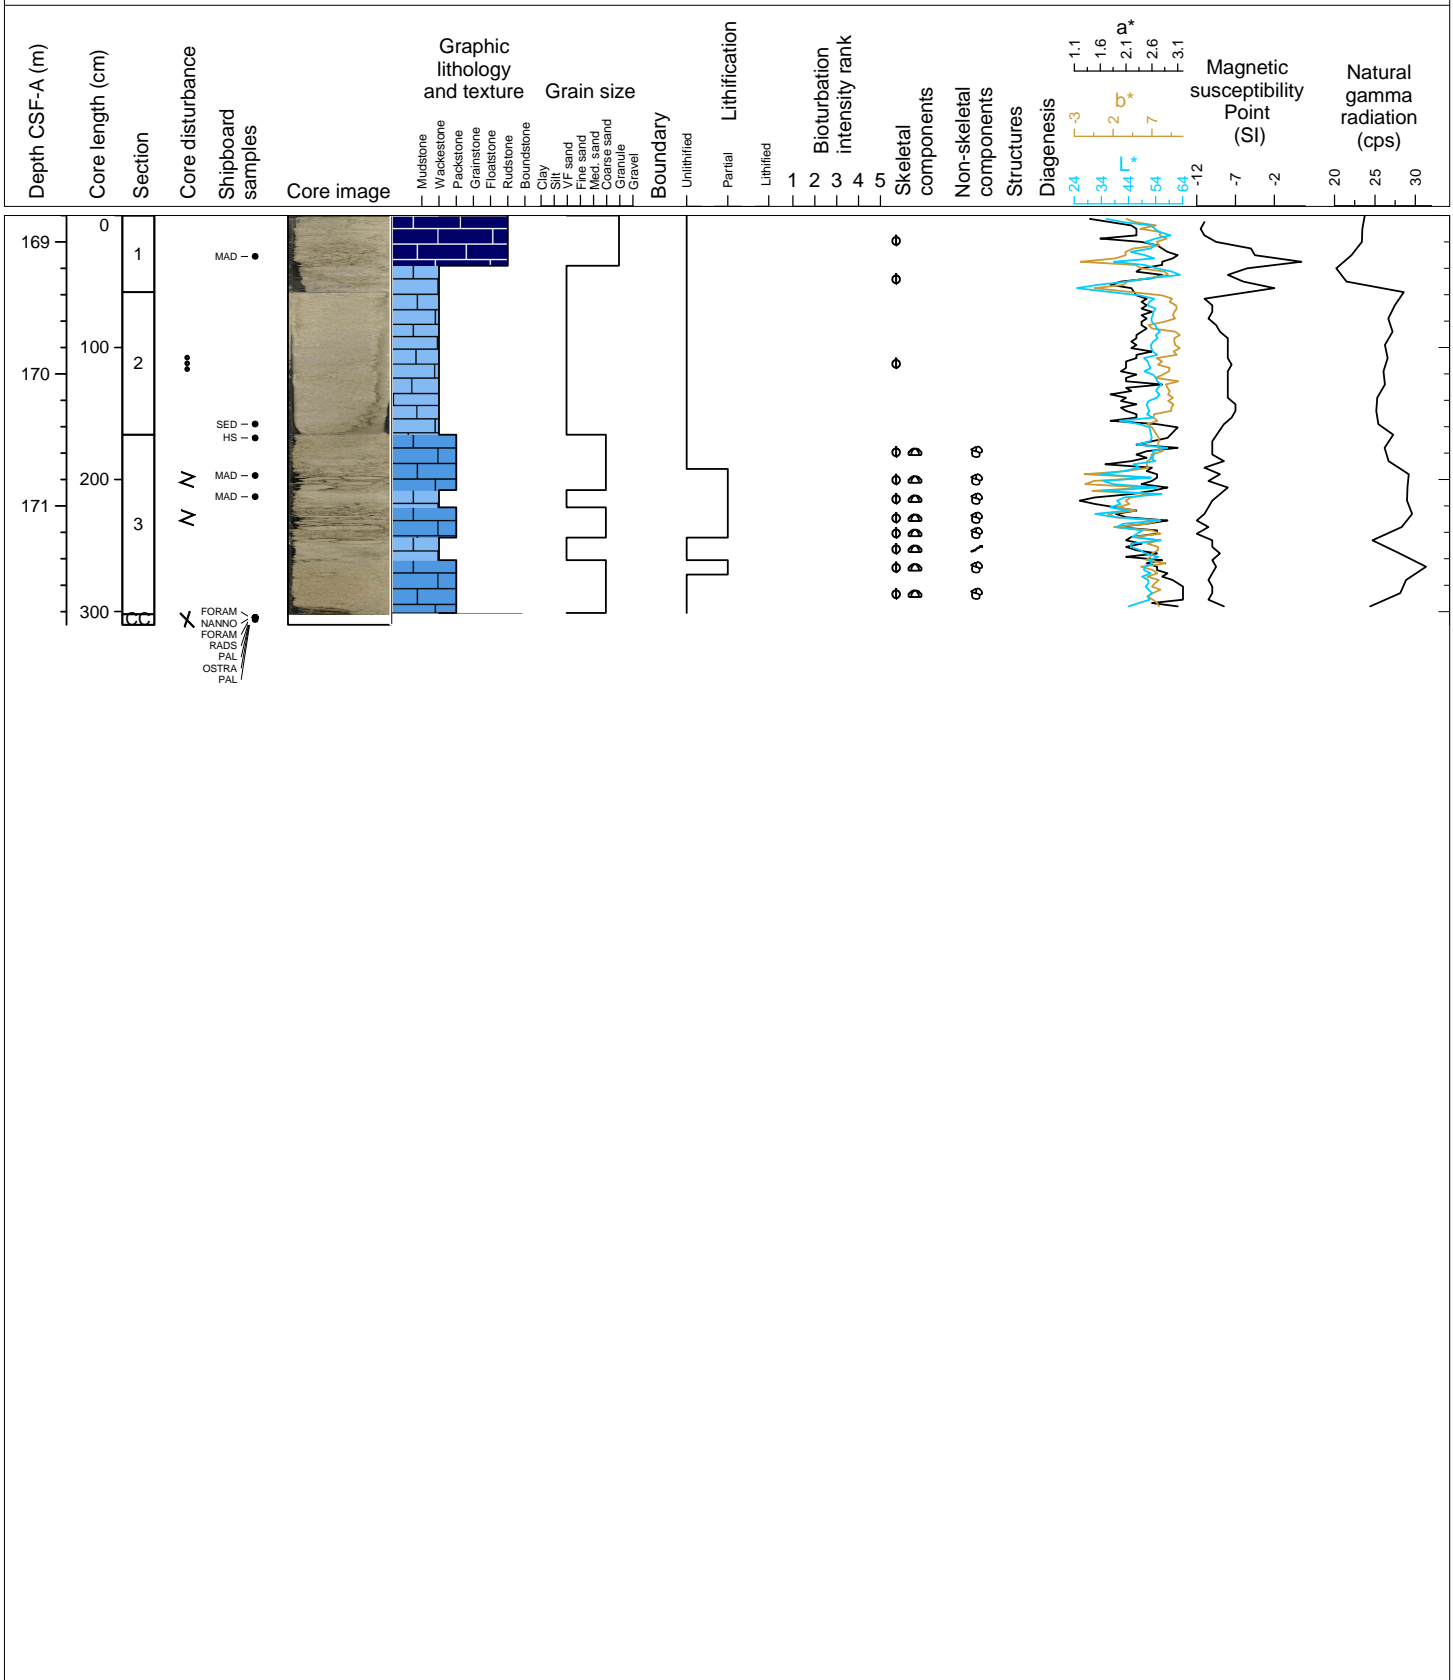 Depth CSF-A (m)
Core length (cm)
Section
Core disturbance
Shipboard
samples
Core image
Graphic
lithology
and texture
Mudstone
Wackestone
Packstone
Grainstone
Floatstone
Rudstone
Boundstone
Grain size
Clay
Silt
VF sand
Fine sand
Med. sand
Coarse sand
Granule
Gravel
Boundary
Lithification
Unlithified
Partial
Lithified
Bioturbation
intensity rank
1 2 3 4 5
Skeletal
components
Non-skeletal
components
Structures
Diagenesis
a*
1.1 1.6 2.1 2.6 3.1
b*
-3 2 7
L*
24 34 44 54 64
Magnetic
susceptibility
Point
(SI)
-12 -7 -2
Natural
gamma
radiation
(cps)
20 25 30
0
169
1
MAD
100
2
170
SED
HS
MAD
200
MAD
171
3
300
CC
FORAM
NANNO
FORAM
RADS
PAL
OSTRA
PAL